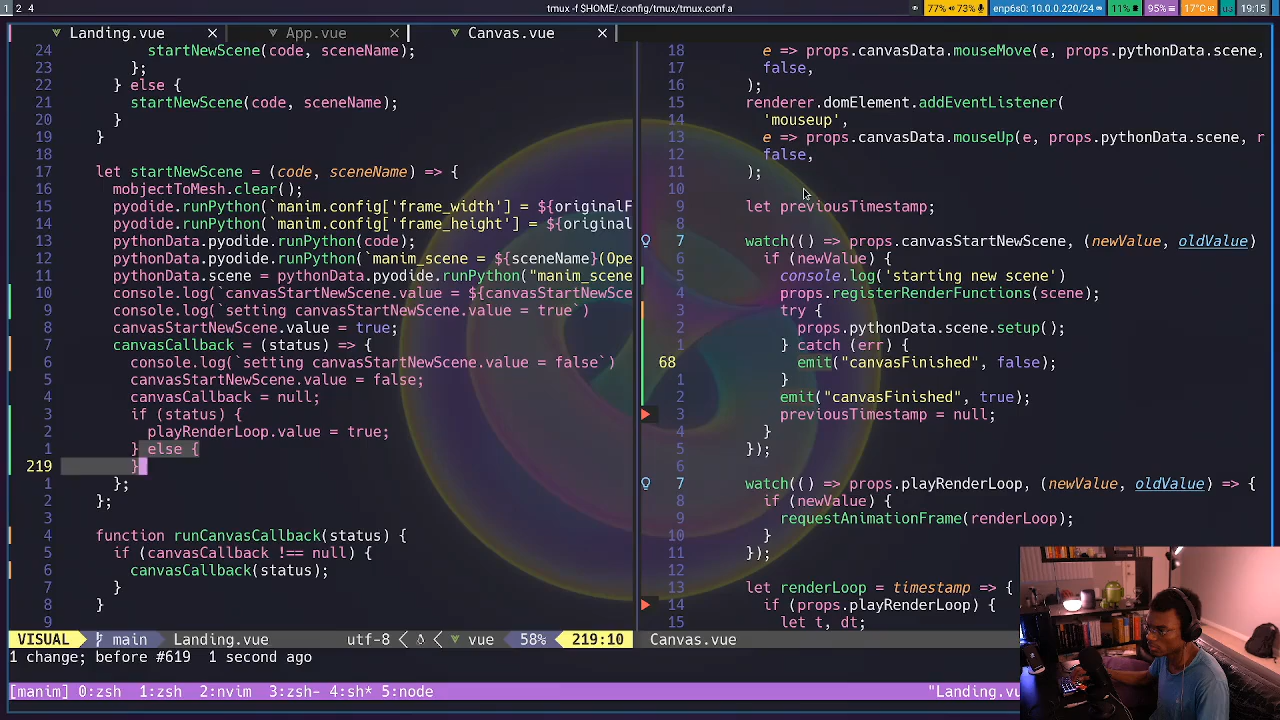 1 2 4 tmux -f $HOME/.config/tmux/tmux.conf a 77% 73% enp6s0: 10.0.0.220/24 11% 95% 17°C us 19:15
Landing.vue App.vue Canvas.vue
24 startNewScene(code, sceneName);
23 };
22 } else {
21 startNewScene(code, sceneName);
20 }
19 }
18
17 let startNewScene = (code, sceneName) => {
16 mobjectToMesh.clear();
15 pyodide.runPython(`manim.config['frame_width'] = ${originalF
14 pyodide.runPython(`manim.config['frame_height'] = ${original
13 pythonData.pyodide.runPython(code);
12 pythonData.pyodide.runPython(`manim_scene = ${sceneName}(Ope
11 pythonData.scene = pythonData.pyodide.runPython("manim_scene
10 console.log(`canvasStartNewScene.value = ${canvasStartNewSce
9 console.log(`setting canvasStartNewScene.value = true`)
8 canvasStartNewScene.value = true;
7 canvasCallback = (status) => {
6 console.log(`setting canvasStartNewScene.value = false`)
5 canvasStartNewScene.value = false;
4 canvasCallback = null;
3 if (status) {
2 playRenderLoop.value = true;
1 } else {
219 }
1 };
2 };
3
4 function runCanvasCallback(status) {
5 if (canvasCallback !== null) {
6 canvasCallback(status);
7 }
8 }
9
18 e => props.canvasData.mouseMove(e, props.pythonData.scene,
17 false,
16 );
15 renderer.domElement.addEventListener(
14 'mouseup',
13 e => props.canvasData.mouseUp(e, props.pythonData.scene, r
12 false,
11 );
10
9 let previousTimestamp;
8
7 watch(() => props.canvasStartNewScene, (newValue, oldValue)
6 if (newValue) {
5 console.log('starting new scene')
4 props.registerRenderFunctions(scene);
3 try {
2 props.pythonData.scene.setup();
1 } catch (err) {
68 emit("canvasFinished", false);
1 }
2 emit("canvasFinished", true);
3 previousTimestamp = null;
4 }
5 });
6
7 watch(() => props.playRenderLoop, (newValue, oldValue) => {
8 if (newValue) {
9 requestAnimationFrame(renderLoop);
10 }
11 });
12
13 let renderLoop = timestamp => {
14 if (props.playRenderLoop) {
15 let t, dt;
VISUAL main Landing.vue utf-8 vue 58% 219:10 Canvas.vue
1 change; before #619 1 second ago
[manim] 0:zsh 1:zsh 2:nvim 3:zsh- 4:sh* 5:node "Landing.vu